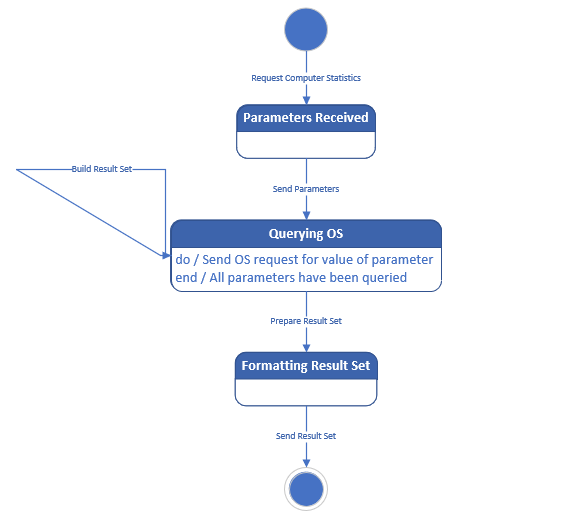 Request Computer Statistics
Parameters Received
Build Result Set
Send Parameters
Querying OS
do / Send OS request for value of parameter
end / All parameters have been queried
Prepare Result Set
Formatting Result Set
Send Result Set